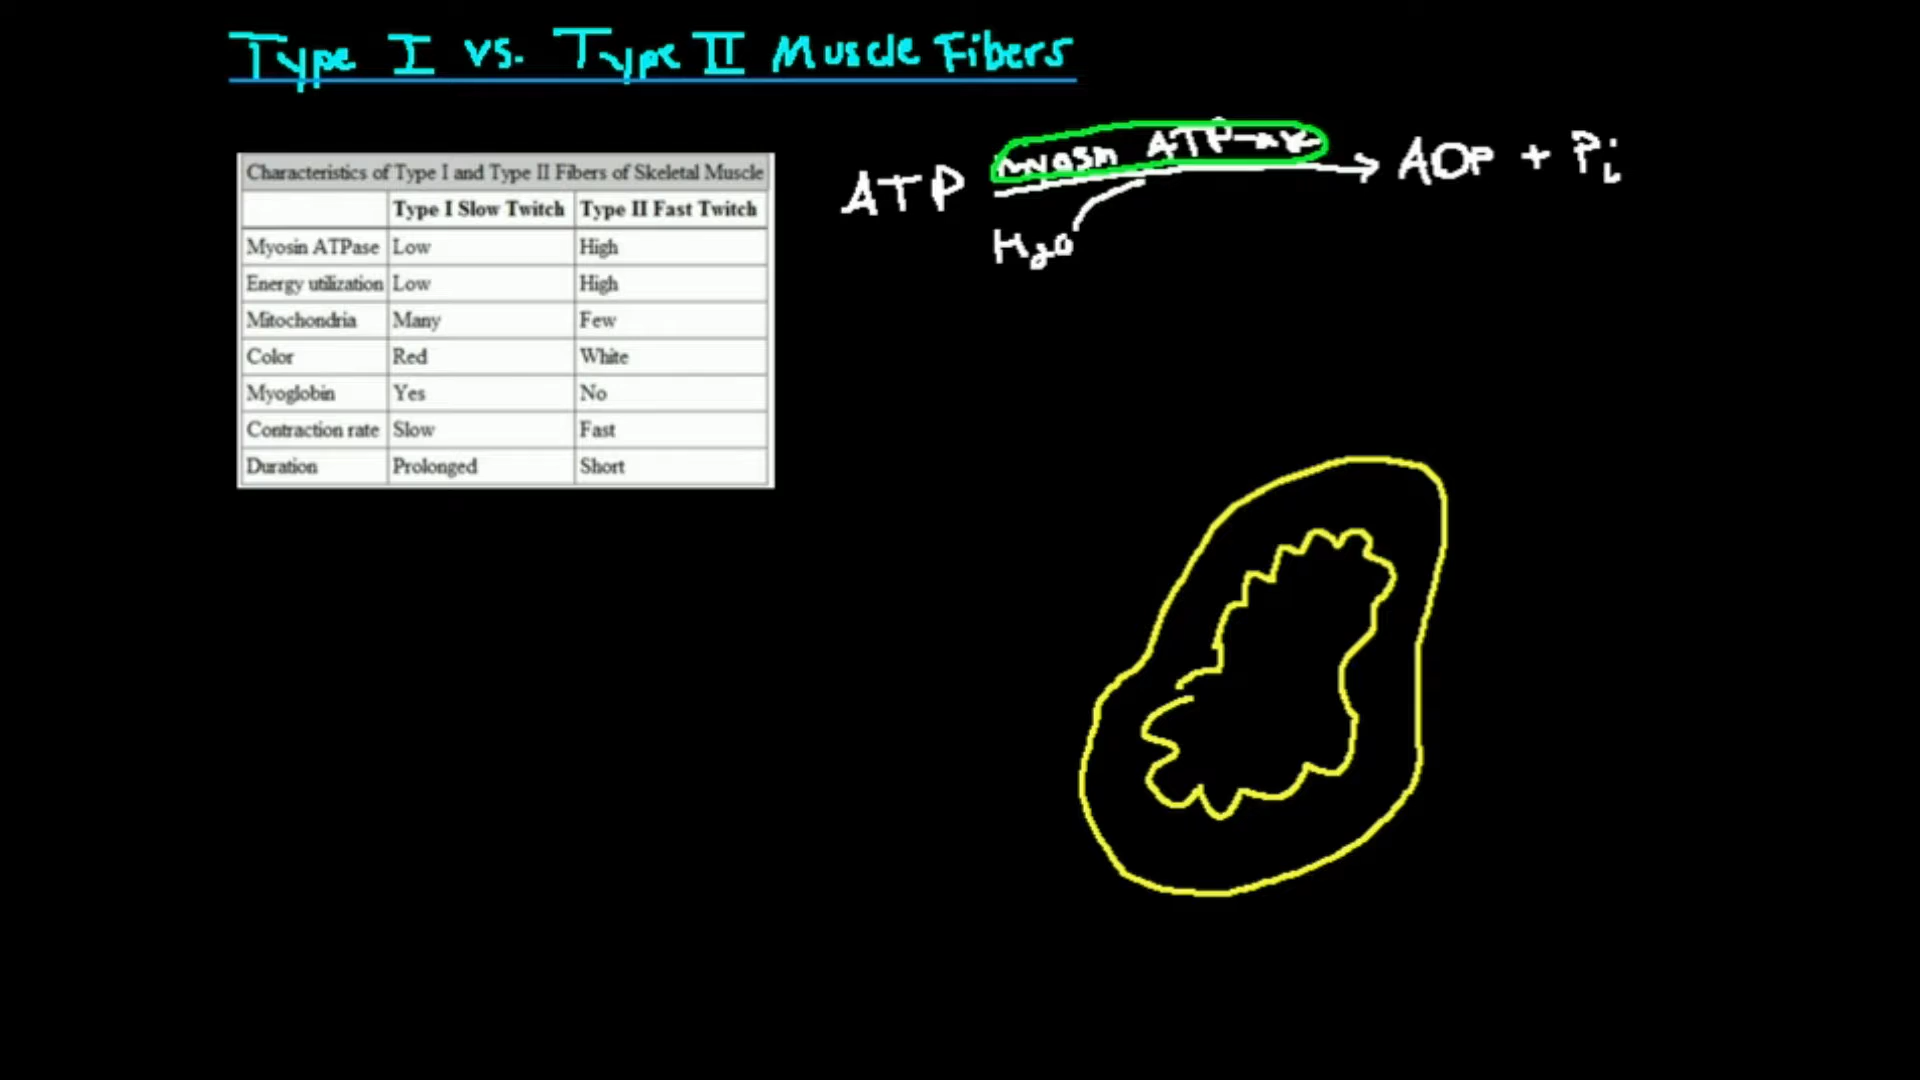 Type I vs. Type II Muscle Fibers
Characteristics of Type I and Type II Fibers of Skeletal Muscle
Type I Slow Twitch Type II Fast Twitch
Myosin ATPase Low High
Energy utilization Low High
Mitochondria Many Few
Color Red White
Myoglobin Yes No
Contraction rate Slow Fast
Duration Prolonged Short
ATP myosin ATP-ase ADP + Pi
H2O